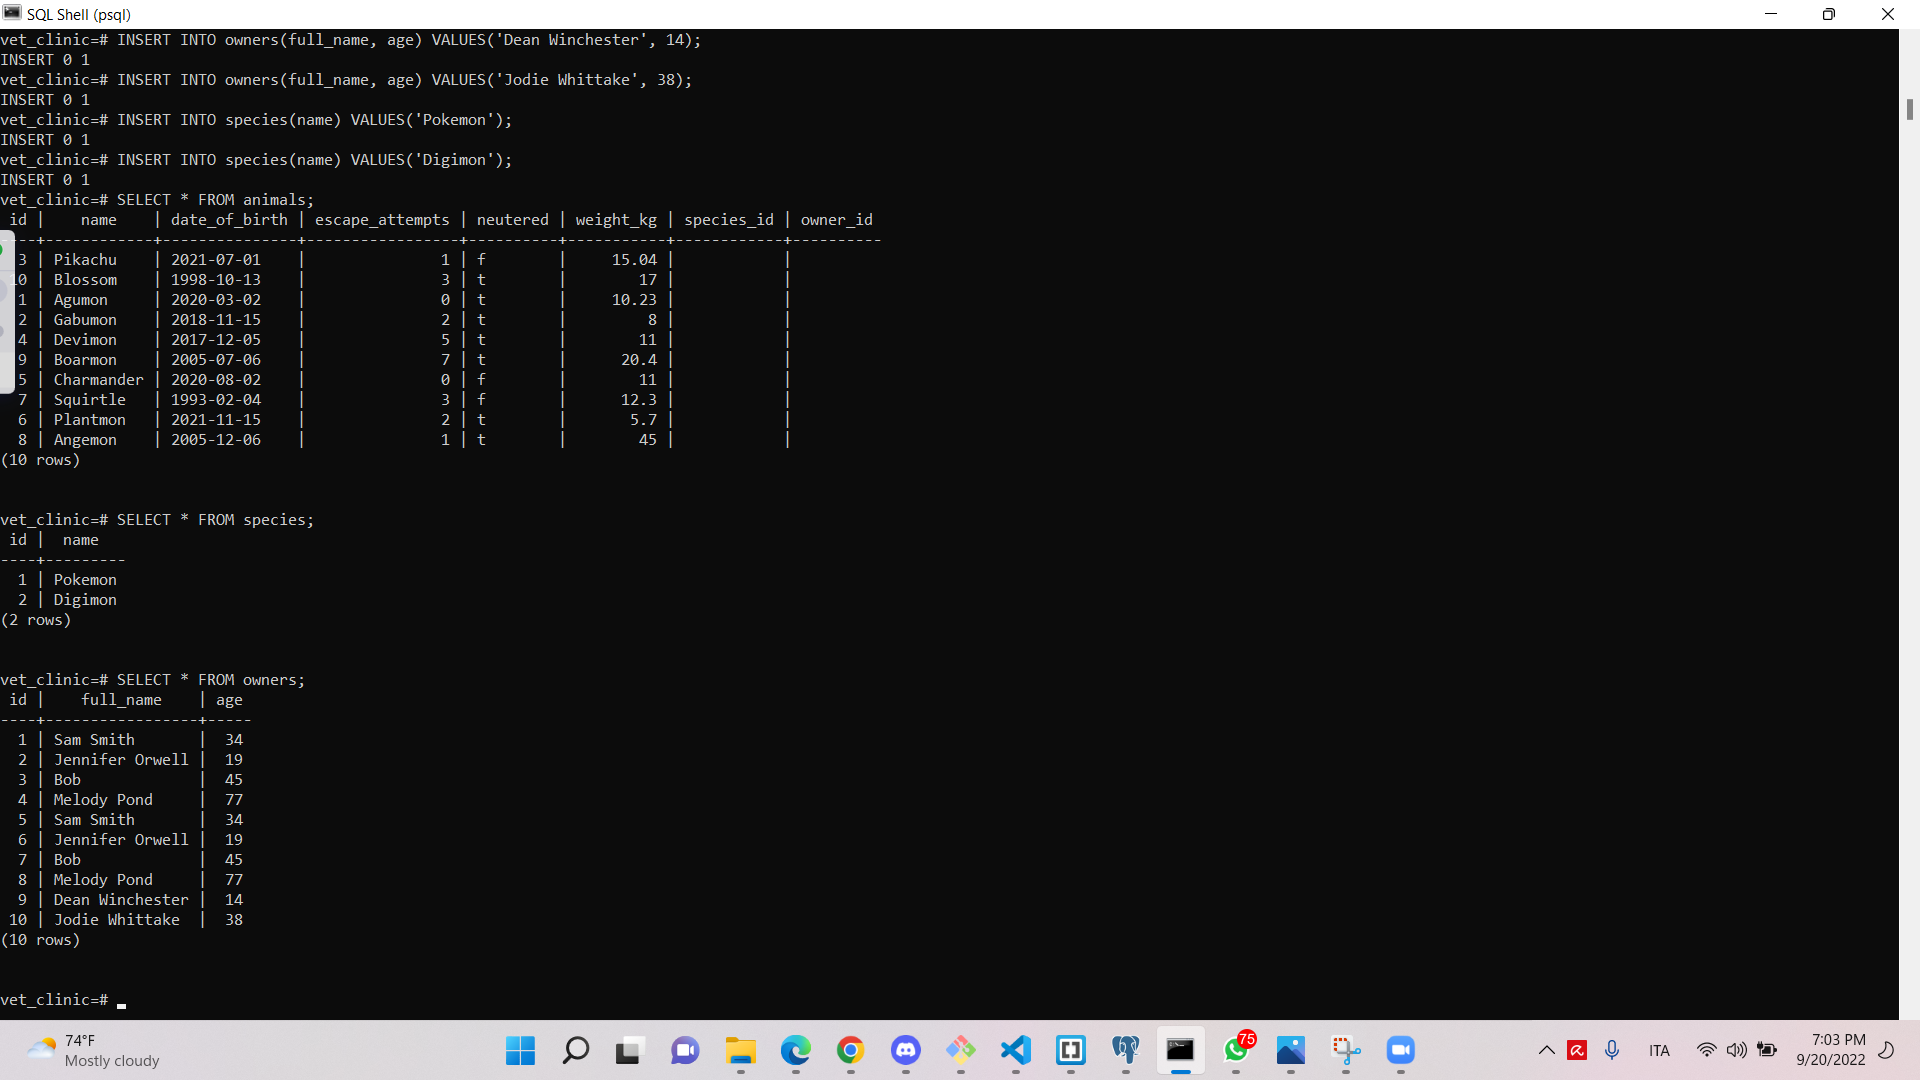 SQL Shell (psql)
vet_clinic=# INSERT INTO owners(full_name, age) VALUES('Dean Winchester', 14);
INSERT 0 1
vet_clinic=# INSERT INTO owners(full_name, age) VALUES('Jodie Whittake', 38);
INSERT 0 1
vet_clinic=# INSERT INTO species(name) VALUES('Pokemon');
INSERT 0 1
vet_clinic=# INSERT INTO species(name) VALUES('Digimon');
INSERT 0 1
vet_clinic=# SELECT * FROM animals;
 id |    name    | date_of_birth | escape_attempts | neutered | weight_kg | species_id | owner_id
----+------------+---------------+-----------------+----------+-----------+------------+----------
  3 | Pikachu    | 2021-07-01    |               1 | f        |     15.04 |            |
 10 | Blossom    | 1998-10-13    |               3 | t        |        17 |            |
  1 | Agumon     | 2020-03-02    |               0 | t        |     10.23 |            |
  2 | Gabumon    | 2018-11-15    |               2 | t        |         8 |            |
  4 | Devimon    | 2017-12-05    |               5 | t        |        11 |            |
  9 | Boarmon    | 2005-07-06    |               7 | t        |      20.4 |            |
  5 | Charmander | 2020-08-02    |               0 | f        |        11 |            |
  7 | Squirtle   | 1993-02-04    |               3 | f        |      12.3 |            |
  6 | Plantmon   | 2021-11-15    |               2 | t        |       5.7 |            |
  8 | Angemon    | 2005-12-06    |               1 | t        |        45 |            |
(10 rows)
vet_clinic=# SELECT * FROM species;
 id |  name
----+---------
  1 | Pokemon
  2 | Digimon
(2 rows)
vet_clinic=# SELECT * FROM owners;
 id |    full_name    | age
----+-----------------+-----
  1 | Sam Smith       |  34
  2 | Jennifer Orwell |  19
  3 | Bob             |  45
  4 | Melody Pond     |  77
  5 | Sam Smith       |  34
  6 | Jennifer Orwell |  19
  7 | Bob             |  45
  8 | Melody Pond     |  77
  9 | Dean Winchester |  14
 10 | Jodie Whittake  |  38
(10 rows)
vet_clinic=#
74°F
Mostly cloudy
75
ITA
7:03 PM
9/20/2022